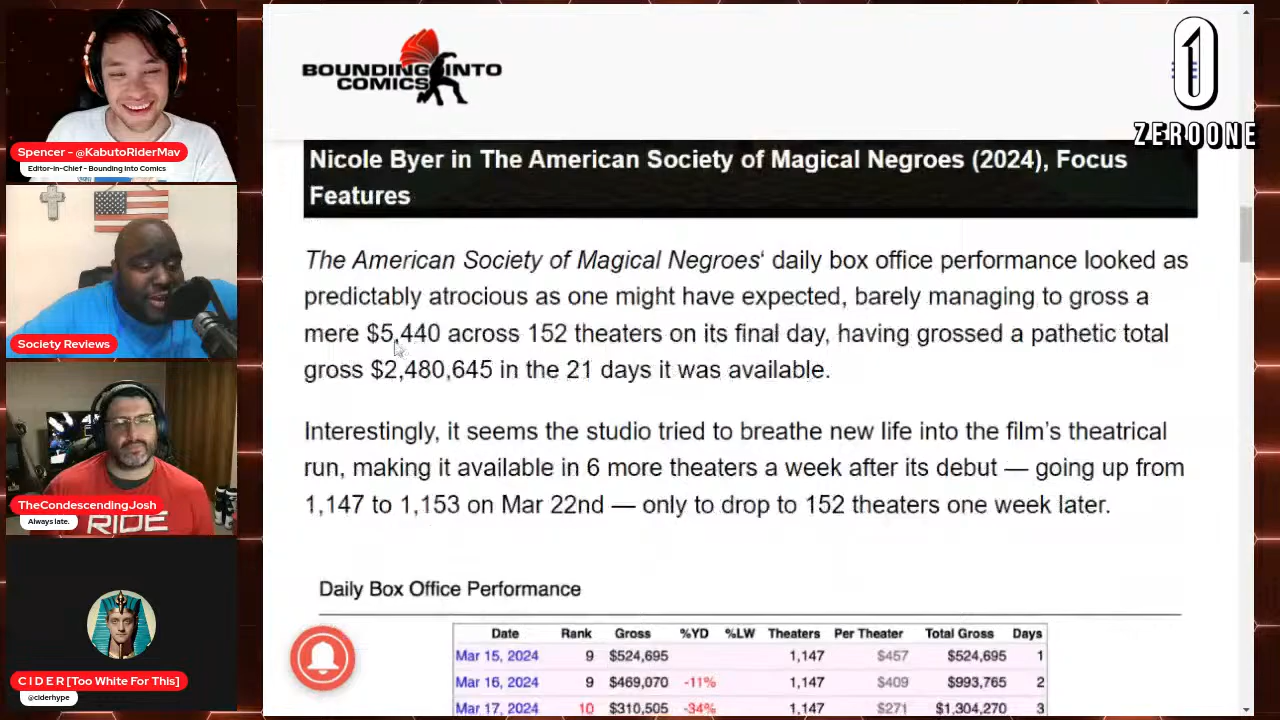 Spencer - @KabutoRiderMav
Editor-in-Chief - Bounding Into Comics
Society Reviews
TheCondescendingJosh
Always late.
RIDE
C I D E R [Too White For This]
@ciderhype
BOUNDING INTO
COMICS
1
ZEROONE
Nicole Byer in The American Society of Magical Negroes (2024), Focus
Features
The American Society of Magical Negroes‘ daily box office performance looked as
predictably atrocious as one might have expected, barely managing to gross a
mere $5,440 across 152 theaters on its final day, having grossed a pathetic total
gross $2,480,645 in the 21 days it was available.
Interestingly, it seems the studio tried to breathe new life into the film’s theatrical
run, making it available in 6 more theaters a week after its debut — going up from
1,147 to 1,153 on Mar 22nd — only to drop to 152 theaters one week later.
Daily Box Office Performance
Date Rank Gross %YD %LW Theaters Per Theater Total Gross Days
Mar 15, 2024 9 $524,695 1,147 $457 $524,695 1
Mar 16, 2024 9 $469,070 -11% 1,147 $409 $993,765 2
Mar 17, 2024 10 $310,505 -34% 1,147 $271 $1,304,270 3